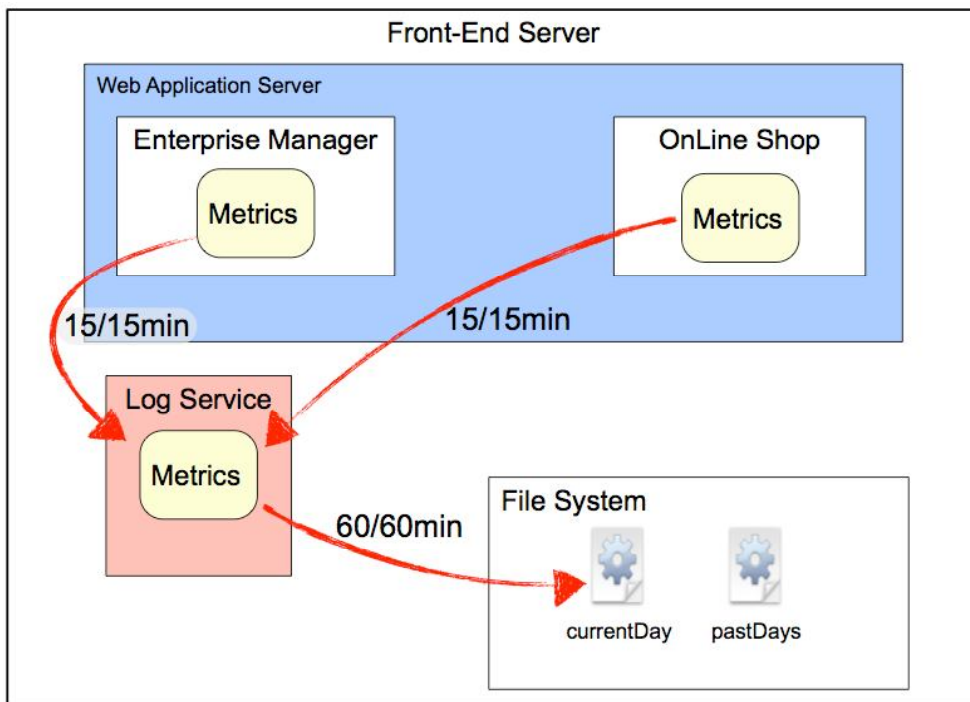 Front-End Server
Web Application Server
Enterprise Manager
OnLine Shop
Metrics
Metrics
15/15min
15/15min
Log Service
Metrics
60/60min
File System
currentDay
pastDays